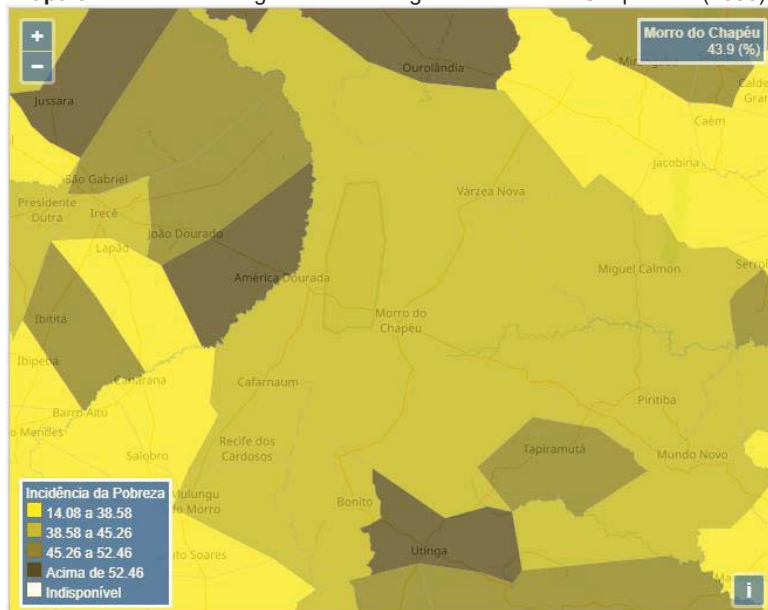 +
−
Morro do Chapéu
43.9 (%)
Ourolândia
Jussara
Caém
Jacobina
São Gabriel
Várzea Nova
Presidente
Dutra
Irecê
João Dourado
Lapão
Miguel Calmon
América Dourada
Morro do
Chapéu
Ibititá
Ibipeba
Canarana
Cafarnaum
Piritiba
Barro Alto
Mundo Novo
Tapiramutá
Recife dos
Cardosos
Salobro
Bonito
Utinga
Incidência da Pobreza
14.08 a 38.58
38.58 a 45.26
45.26 a 52.46
Acima de 52.46
Indisponível
i